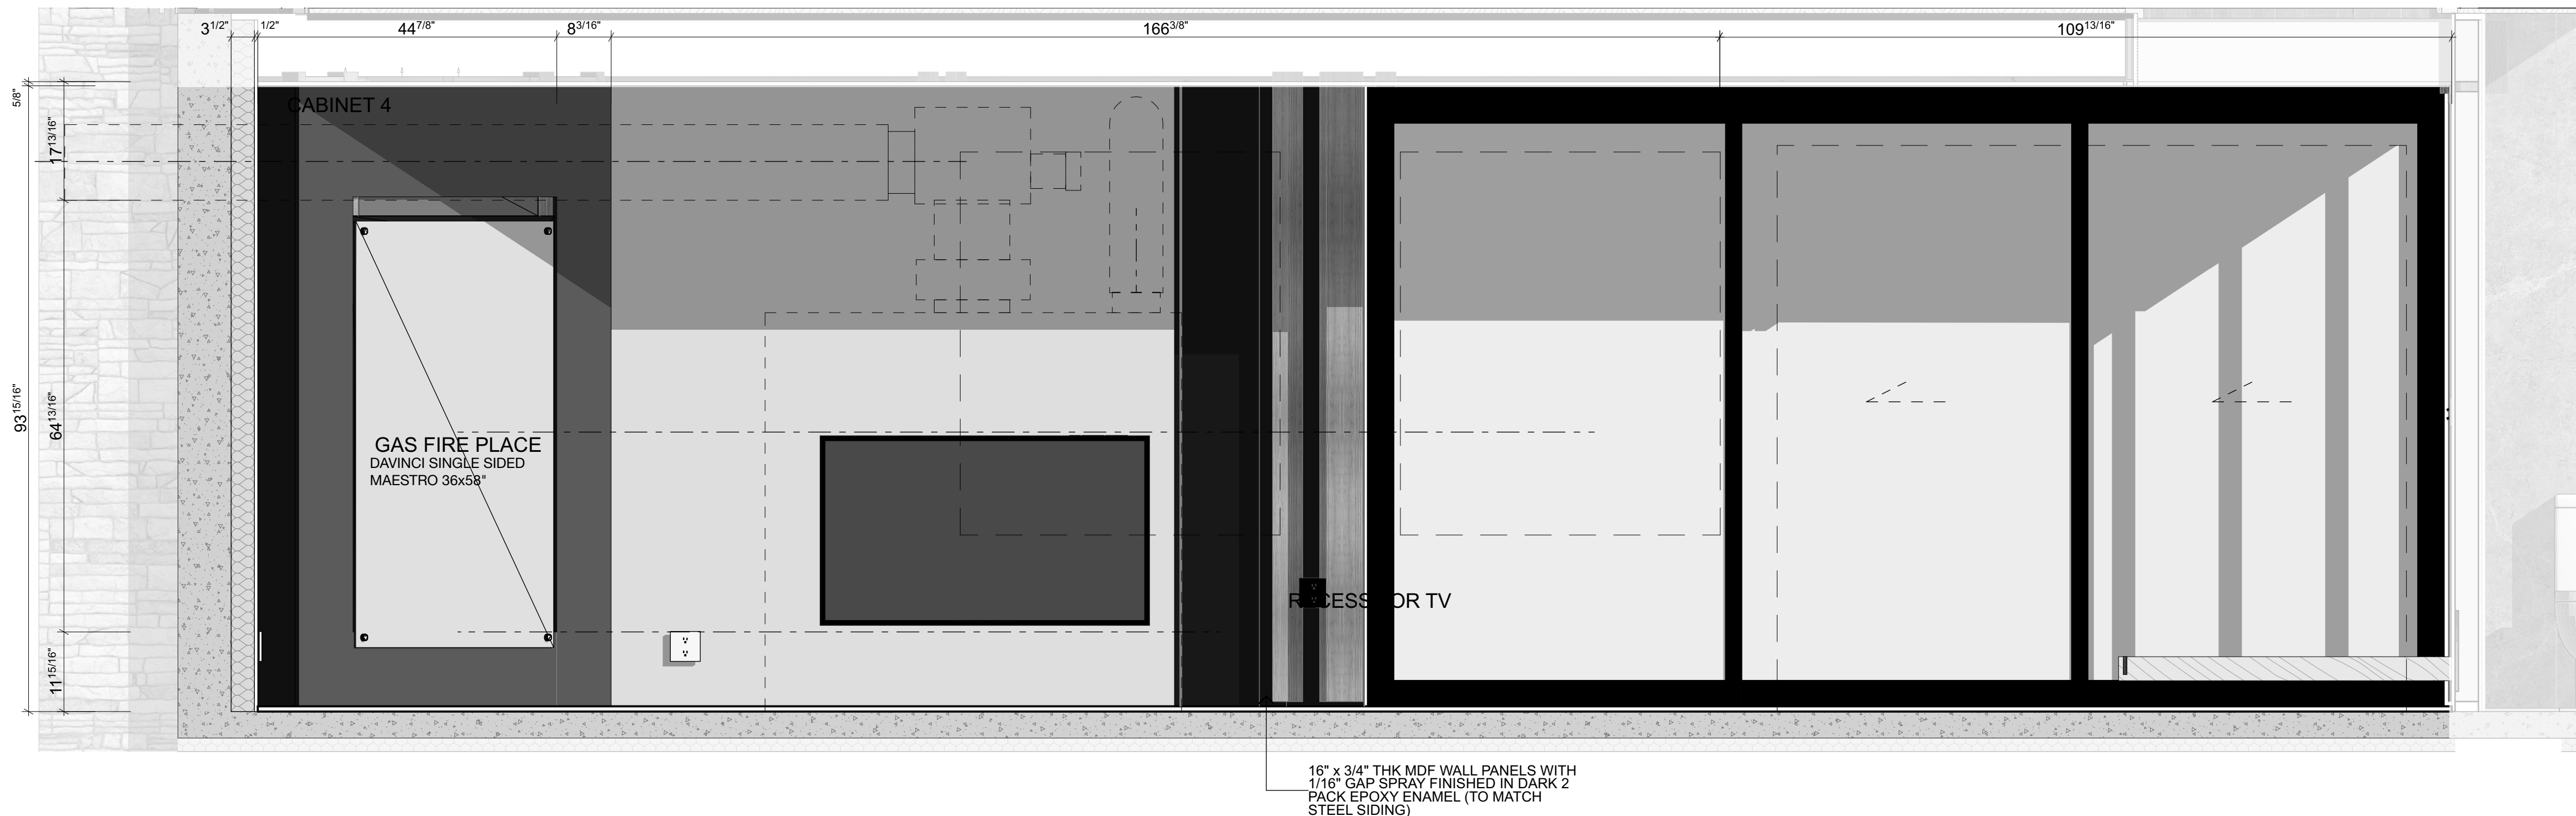 3 1/2"
1/2"
44 7/8"
8 3/16"
166 3/8"
109 13/16"
5/8"
17 13/16"
93 15/16"
64 13/16"
11 15/16"
CABINET 4
GAS FIRE PLACE
DAVINCI SINGLE SIDED
MAESTRO 36x58"
RECESS FOR TV
16" x 3/4" THK MDF WALL PANELS WITH
1/16" GAP SPRAY FINISHED IN DARK 2
PACK EPOXY ENAMEL (TO MATCH
STEEL SIDING)